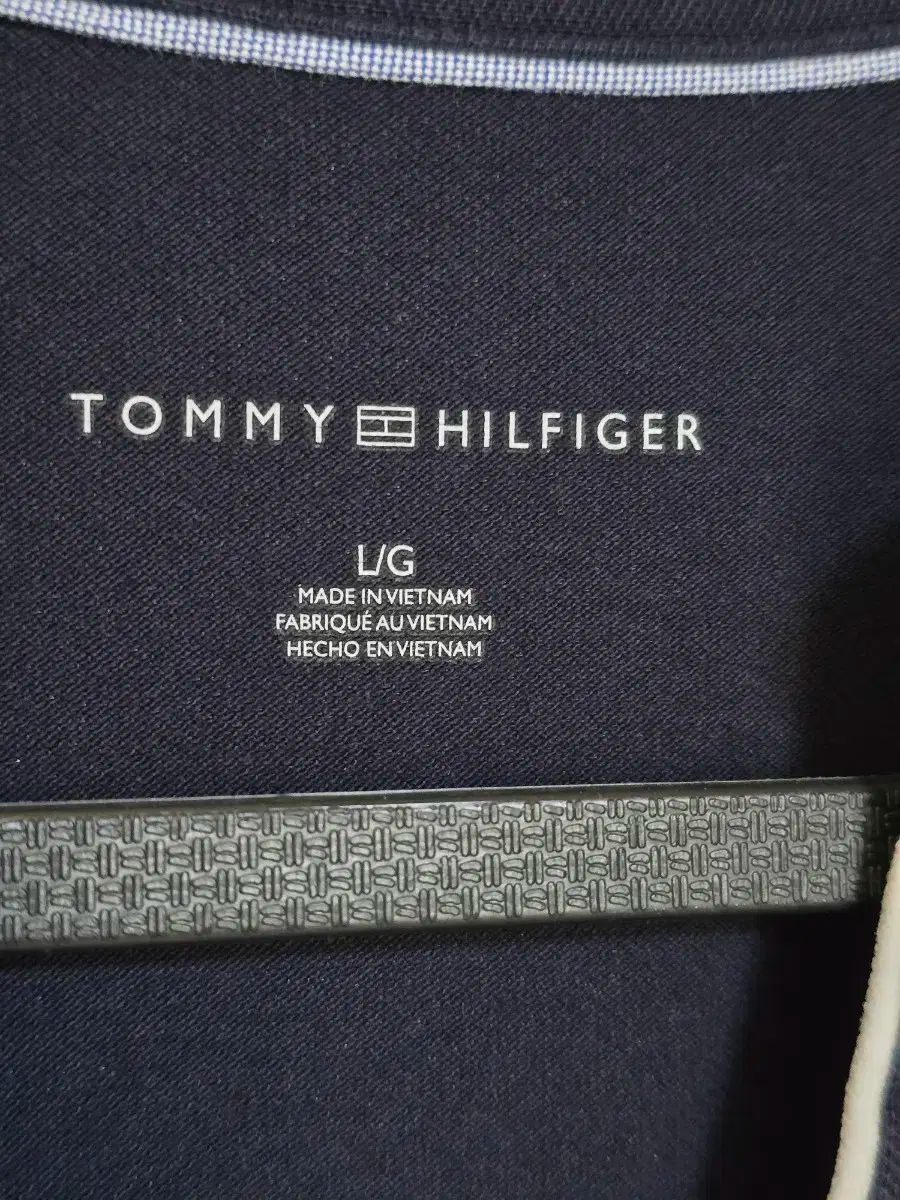 TOMMY HILFIGER
L/G
MADE IN VIETNAM
FABRIQUÉ AU VIETNAM
HECHO EN VIETNAM